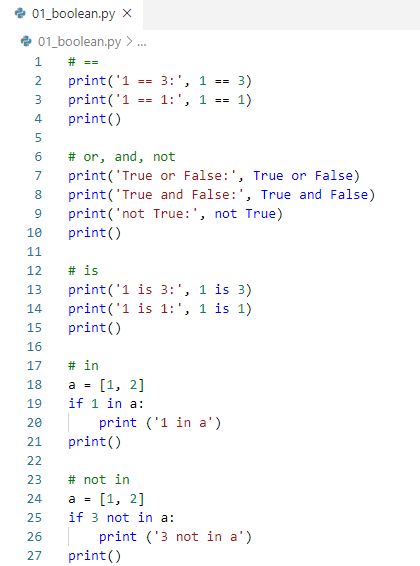 01_boolean.py ×
01_boolean.py > ...
1 # ==
2 print('1 == 3:', 1 == 3)
3 print('1 == 1:', 1 == 1)
4 print()
5
6 # or, and, not
7 print('True or False:', True or False)
8 print('True and False:', True and False)
9 print('not True:', not True)
10 print()
11
12 # is
13 print('1 is 3:', 1 is 3)
14 print('1 is 1:', 1 is 1)
15 print()
16
17 # in
18 a = [1, 2]
19 if 1 in a:
20     print ('1 in a')
21 print()
22
23 # not in
24 a = [1, 2]
25 if 3 not in a:
26     print ('3 not in a')
27 print()